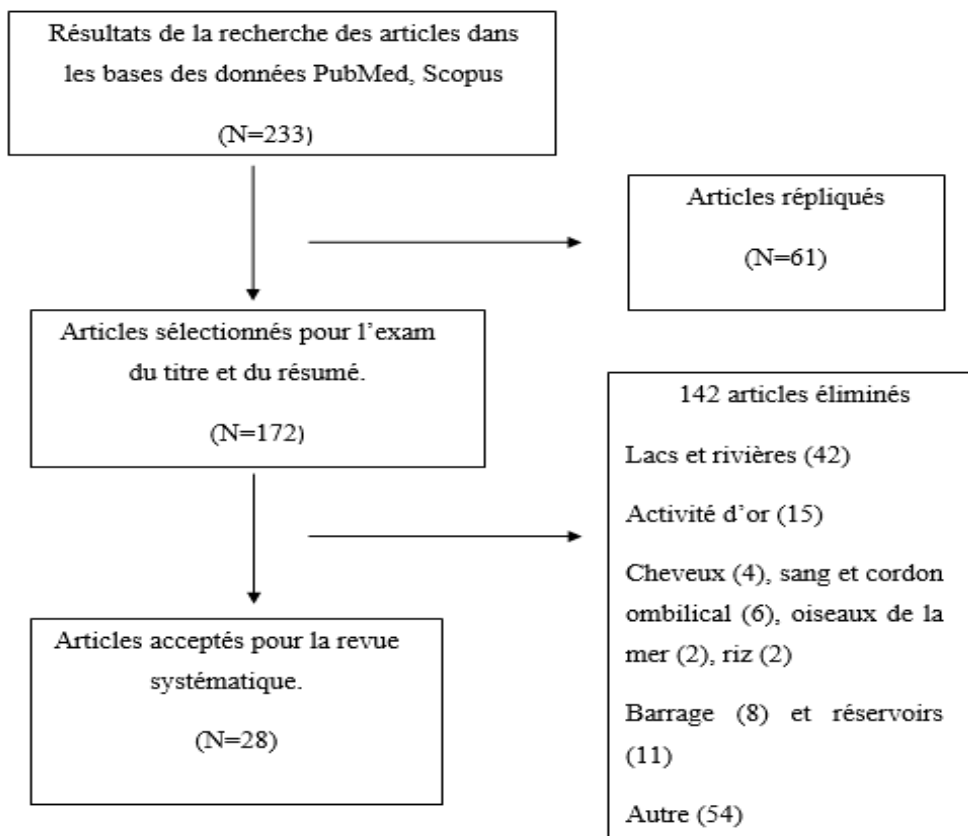 Résultats de la recherche des articles dans
les bases des données PubMed, Scopus
(N=233)
Articles répliqués
(N=61)
Articles sélectionnés pour l’exam
du titre et du résumé.
(N=172)
142 articles éliminés
Lacs et rivières (42)
Activité d’or (15)
Cheveux (4), sang et cordon
ombilical (6), oiseaux de la
mer (2), riz (2)
Barrage (8) et réservoirs
(11)
Autre (54)
Articles acceptés pour la revue
systématique.
(N=28)